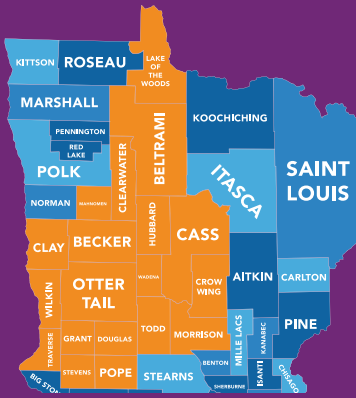 KITTSON
ROSEAU
LAKE
OF
THE
WOODS
MARSHALL
KOOCHICHING
PENNINGTON
RED
LAKE
POLK
CLEARWATER
BELTRAMI
ITASCA
SAINT
LOUIS
NORMAN
MAHNOMEN
HUBBARD
CASS
CLAY
BECKER
AITKIN
CARLTON
WILKIN
OTTER
TAIL
WADENA
CROW
WING
PINE
TRAVERSE
GRANT
DOUGLAS
TODD
MORRISON
MILLE LACS
KANABEC
STEVENS
POPE
STEARNS
BENTON
SHERBURNE
ISANTI
CHISAGO
BIG STO